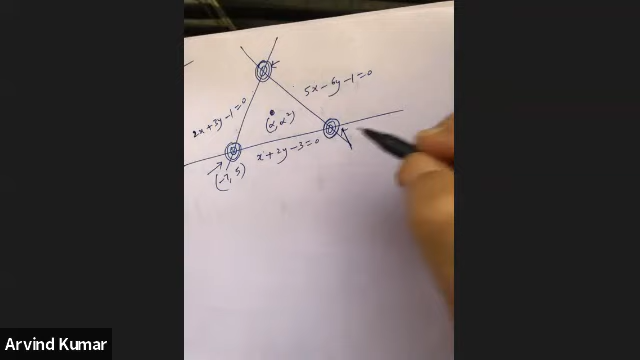 2x+3y-1=0
5x-6y-1=0
(α, α²)
x+2y-3=0
(-7, 5)
Arvind Kumar